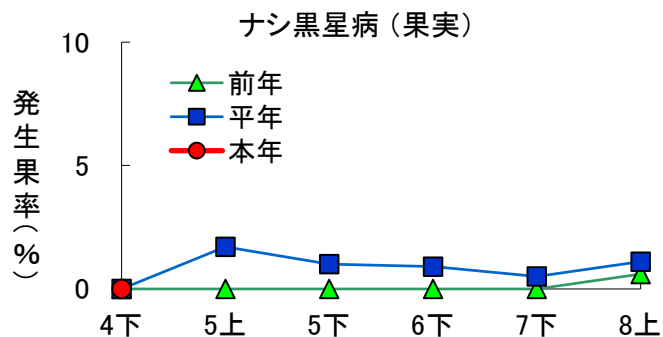 ナシ黒星病（果実）
10
5
0
発生果率(%)
前年
平年
本年
4下 5上 5下 6下 7下 8上